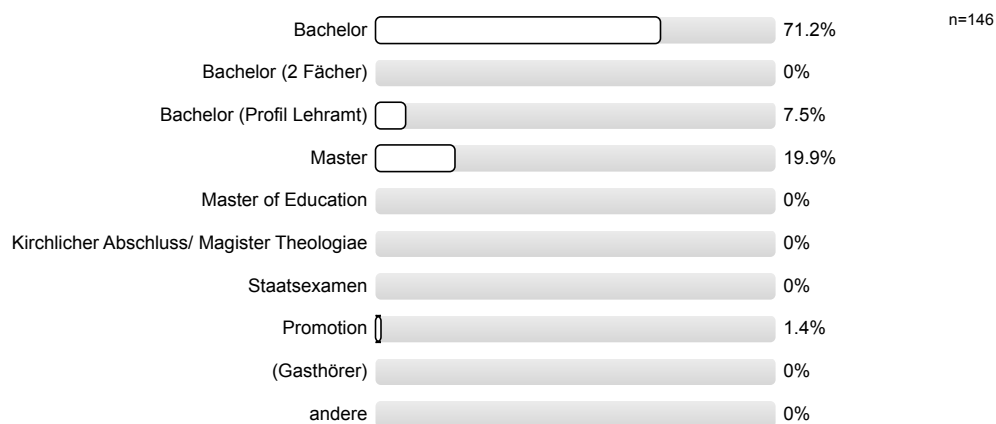 n=146
Bachelor 71.2%
Bachelor (2 Fächer) 0%
Bachelor (Profil Lehramt) 7.5%
Master 19.9%
Master of Education 0%
Kirchlicher Abschluss/ Magister Theologiae 0%
Staatsexamen 0%
Promotion 1.4%
(Gasthörer) 0%
andere 0%